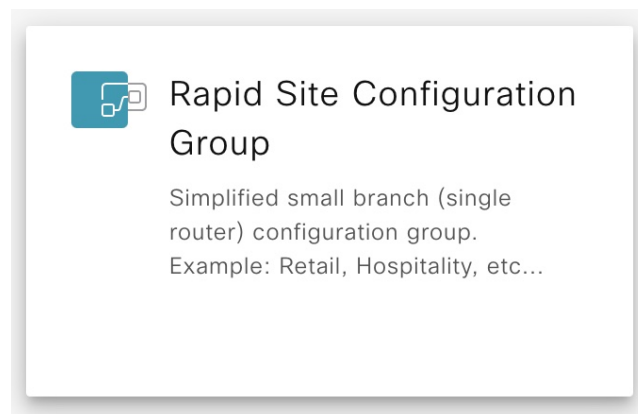 Rapid Site Configuration
Group
Simplified small branch (single
router) configuration group.
Example: Retail, Hospitality, etc...